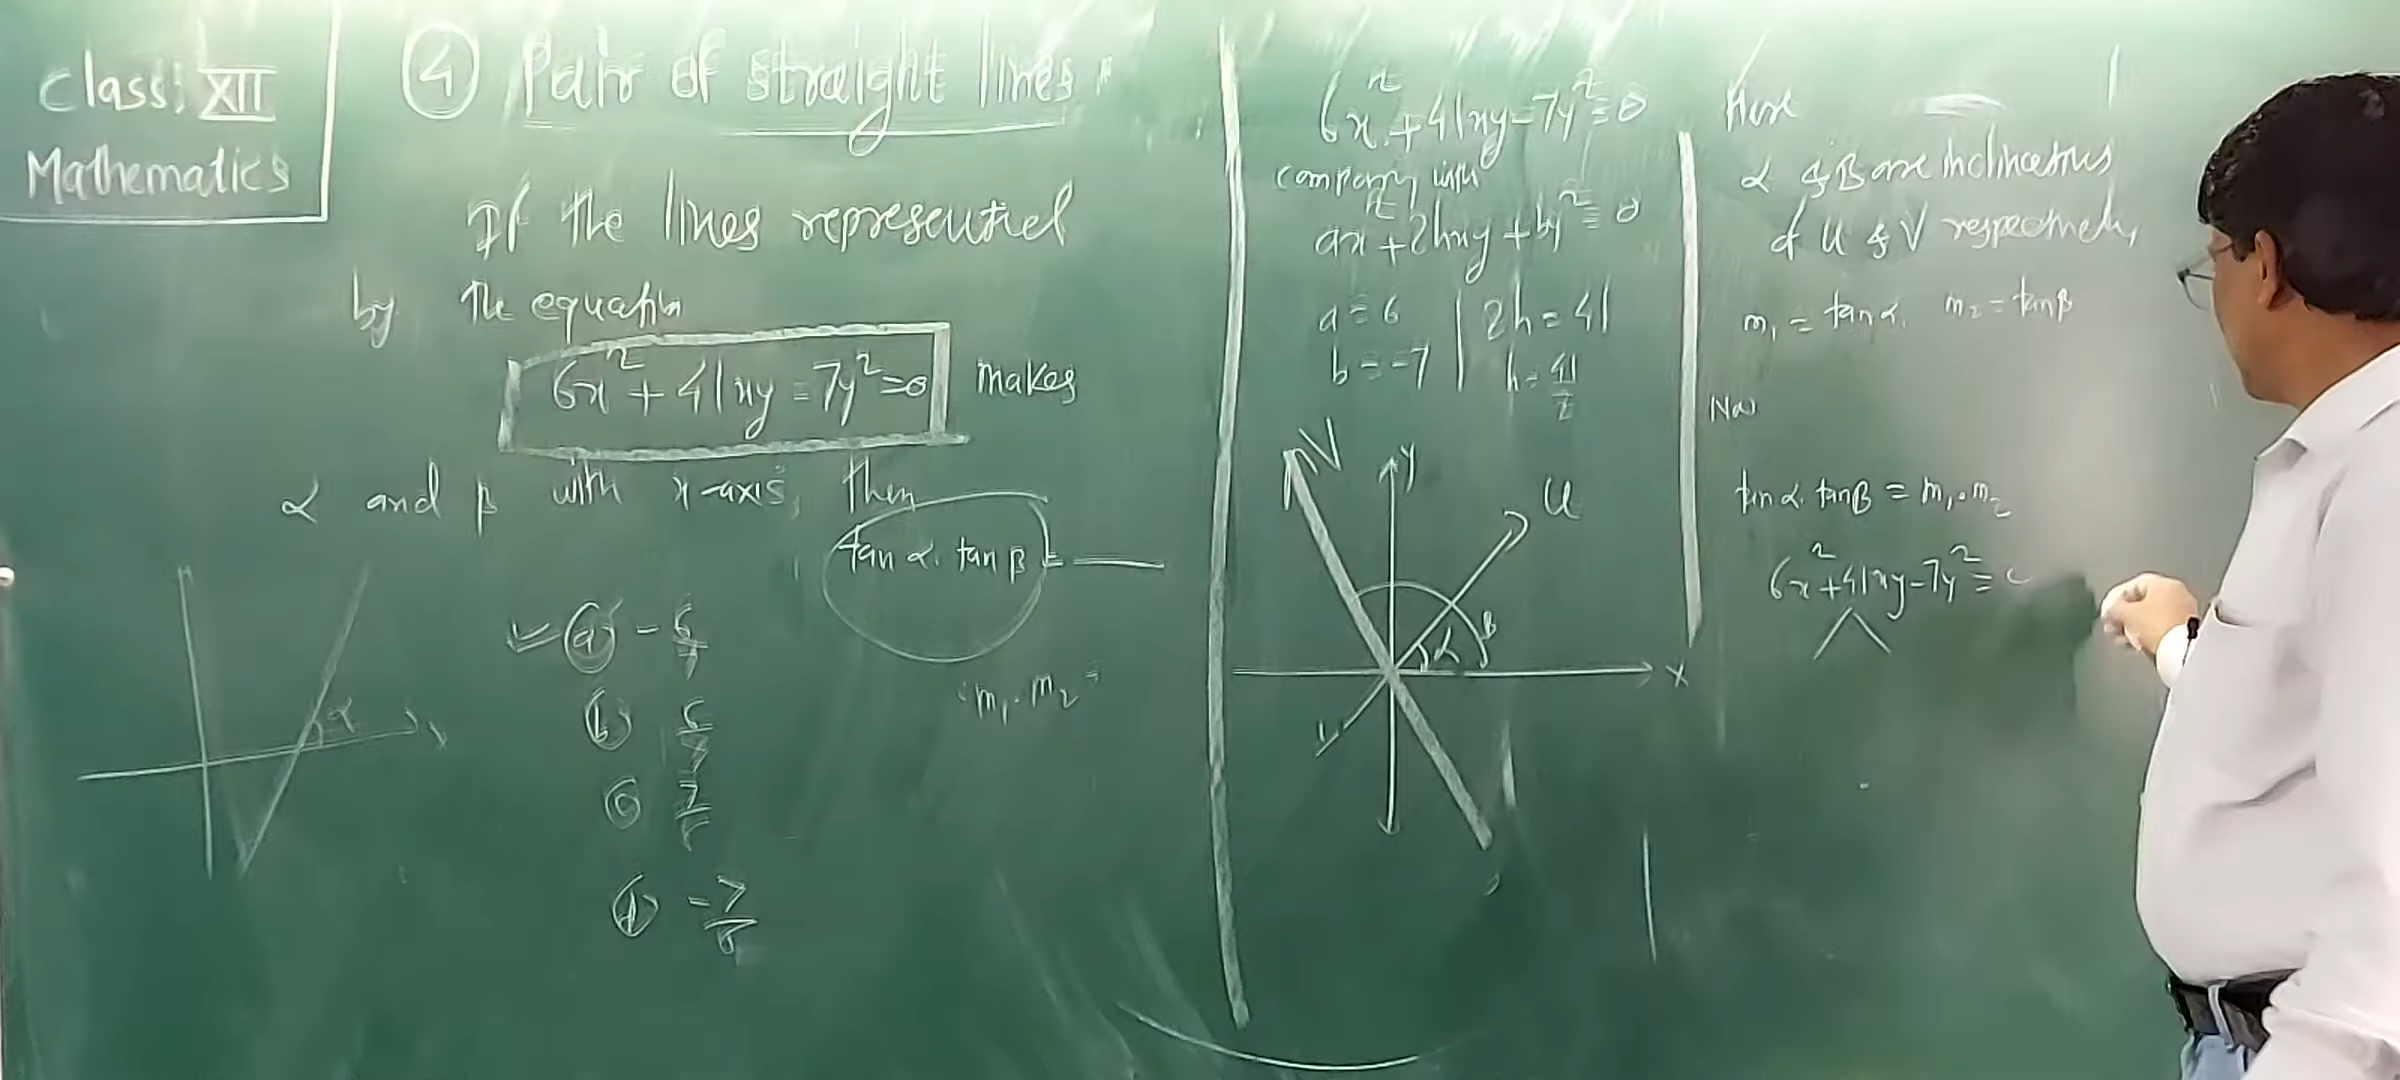 Class: XII
Mathematics
④ Pair of straight lines
If the lines represented
by the equation
6x² + 41xy - 7y² = 0 makes
α and β with x-axis, then
tan α. tan β = ____
ⓐ - 6/7
ⓑ 6/7
ⓒ 7/6
ⓓ - 7/6
m₁. m₂ =
α
x
6x² + 41xy - 7y² = 0
comparing with
ax² + 2hxy + by² = 0
a = 6 | 2h = 41
b = -7 | h = 41/2
V
y
U
α
β
x
Here
α & β are inclinations
of U & V respectively
m₁ = tan α. m₂ = tan β
Now
tan α. tan β = m₁. m₂
6x² + 41xy - 7y² =